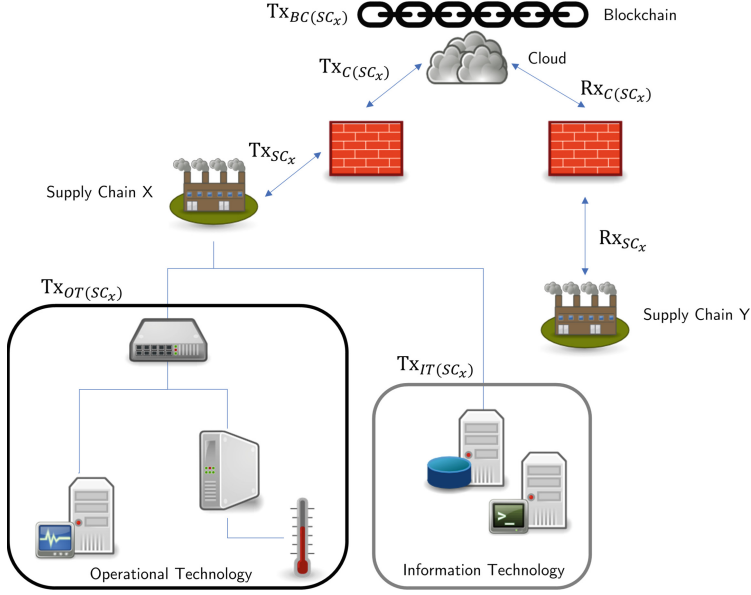 Tx_{BC(SC_x)}
Blockchain
Cloud
Tx_{C(SC_x)}
Rx_{C(SC_x)}
Tx_{SC_x}
Supply Chain X
Rx_{SC_x}
Tx_{OT(SC_x)}
Supply Chain Y
Tx_{IT(SC_x)}
>_
Operational Technology
Information Technology